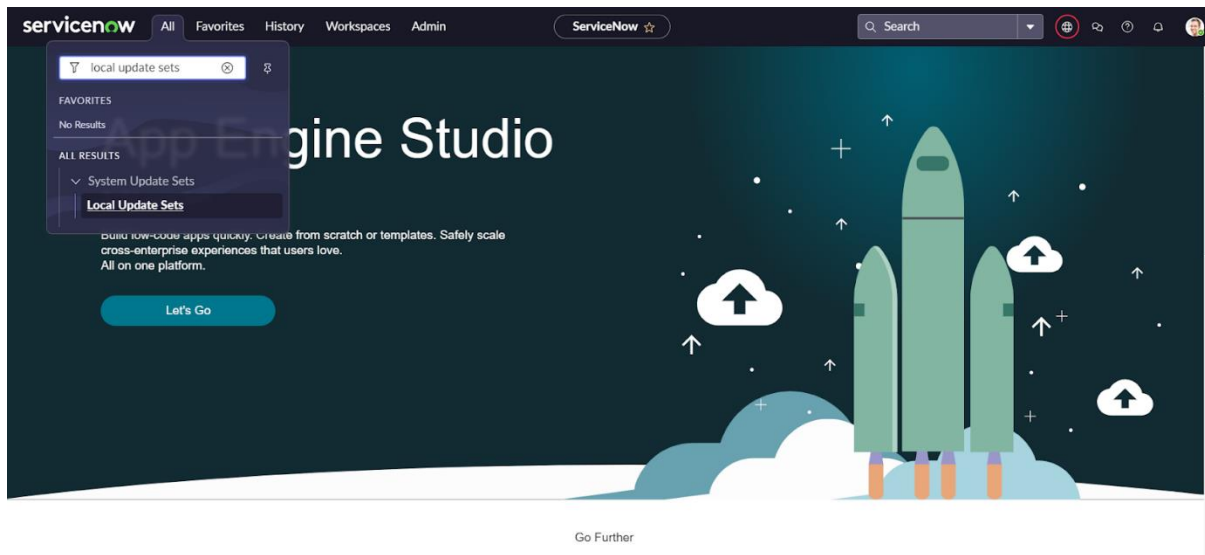 servicenow All Favorites History Workspaces Admin ServiceNow Search
local update sets
FAVORITES
No Results
ALL RESULTS
System Update Sets
Local Update Sets
App Engine Studio
Build low-code apps quickly. Create from scratch or templates. Safely scale
cross-enterprise experiences that users love.
All on one platform.
Let's Go
Go Further